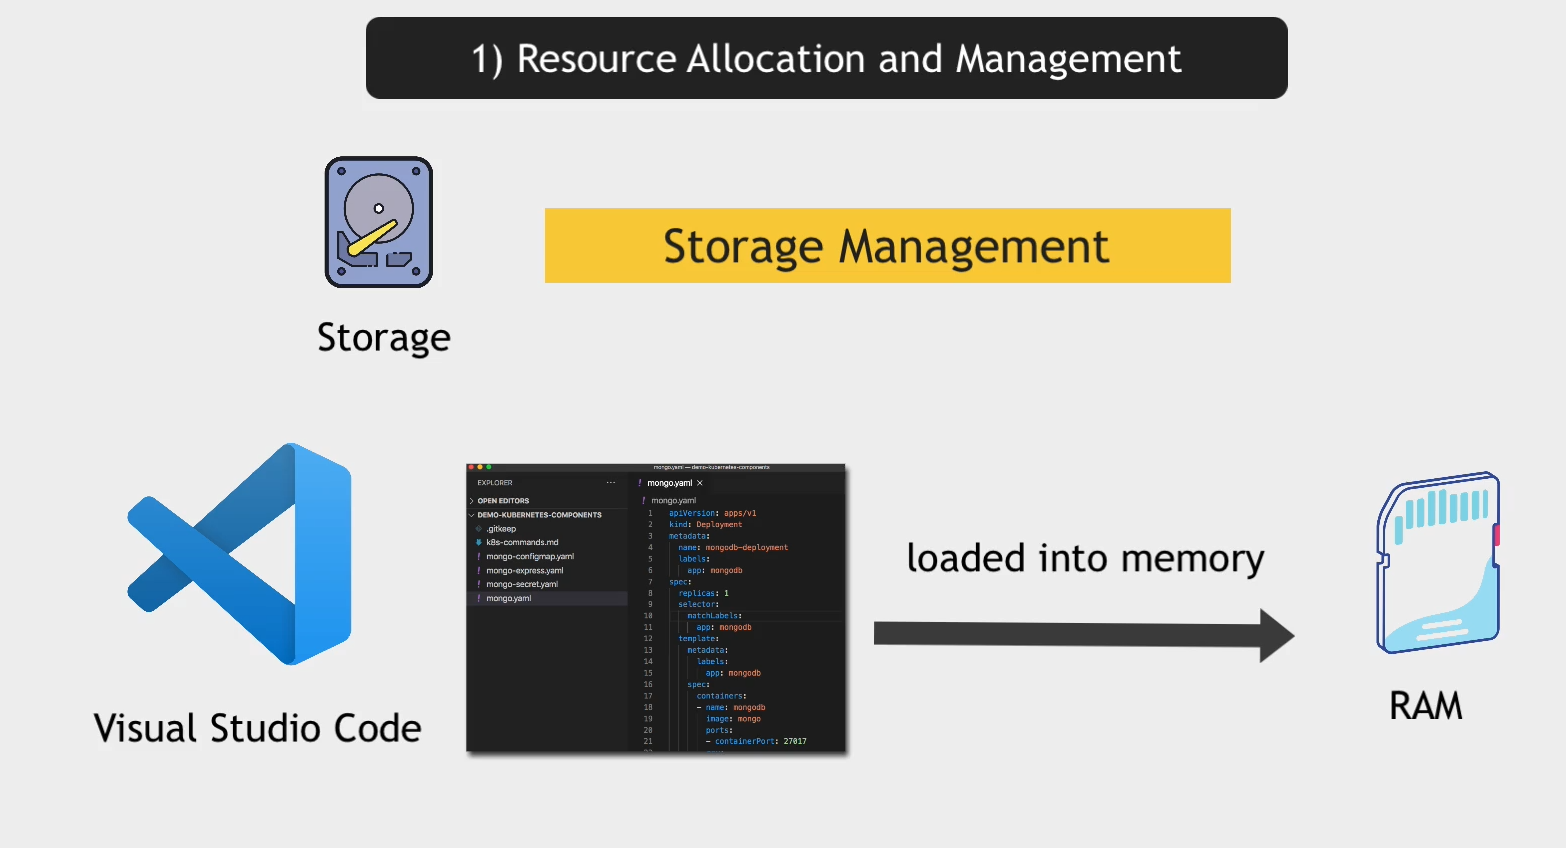 1) Resource Allocation and Management
Storage Management
Storage
mongo.yaml — demo-kubernetes-components
EXPLORER
OPEN EDITORS
DEMO-KUBERNETES-COMPONENTS
.gitkeep
k8s-commands.md
mongo-configmap.yaml
mongo-express.yaml
mongo-secret.yaml
mongo.yaml
! mongo.yaml ×
! mongo.yaml
1 apiVersion: apps/v1
2 kind: Deployment
3 metadata:
4 name: mongodb-deployment
5 labels:
6 app: mongodb
7 spec:
8 replicas: 1
9 selector:
10 matchLabels:
11 app: mongodb
12 template:
13 metadata:
14 labels:
15 app: mongodb
16 spec:
17 containers:
18 - name: mongodb
19 image: mongo
20 ports:
21 - containerPort: 27017
loaded into memory
Visual Studio Code
RAM